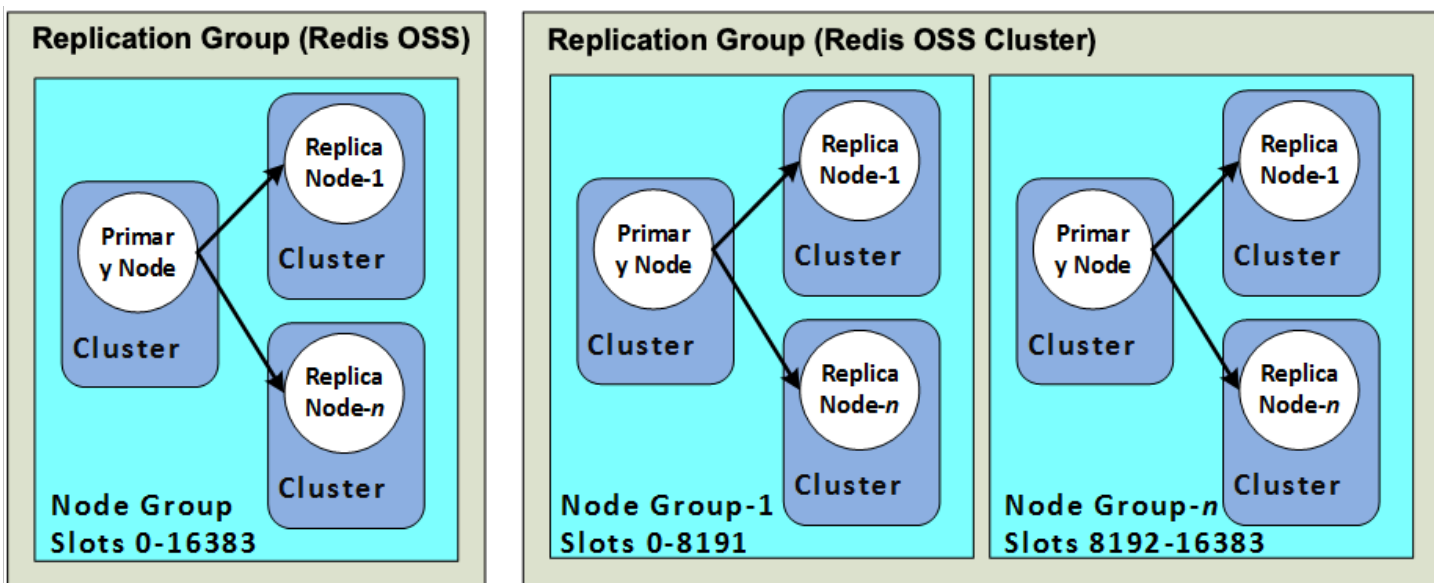 Replication Group (Redis OSS)
Replica
Node-1
Cluster
Primar
y Node
Cluster
Replica
Node-n
Cluster
Node Group
Slots 0-16383
Replication Group (Redis OSS Cluster)
Replica
Node-1
Cluster
Primar
y Node
Cluster
Replica
Node-n
Cluster
Node Group-1
Slots 0-8191
Replica
Node-1
Cluster
Primar
y Node
Cluster
Replica
Node-n
Cluster
Node Group-n
Slots 8192-16383